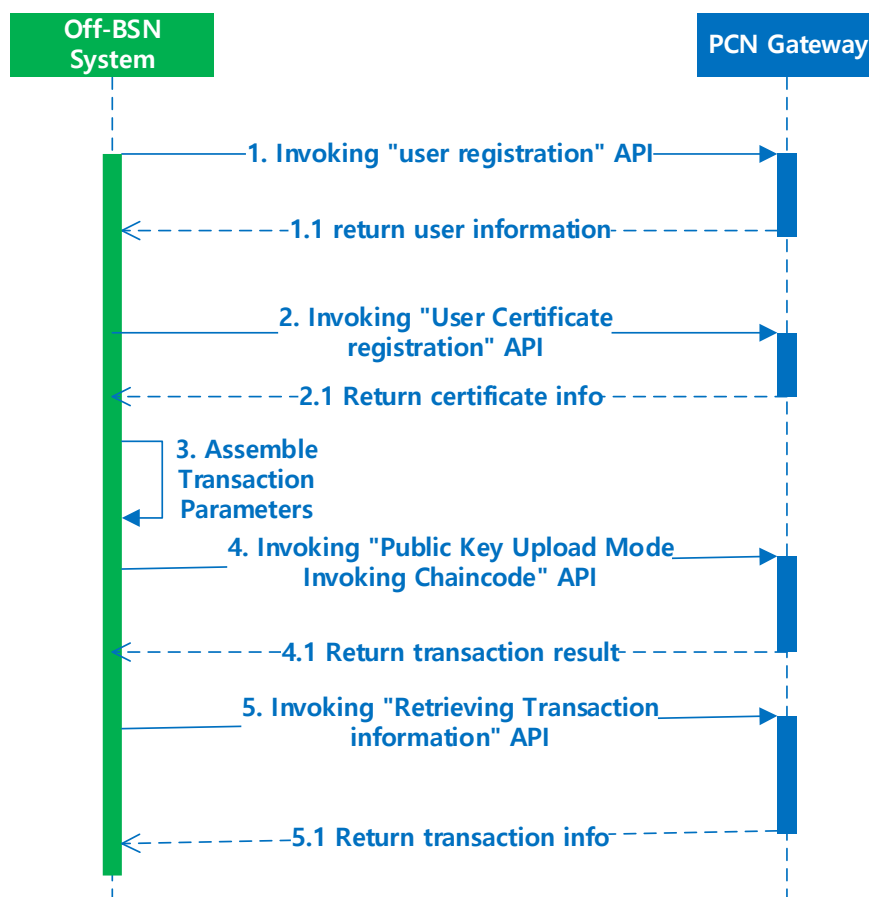 Off-BSN
System
PCN Gateway
1. Invoking "user registration" API
1.1 return user information
2. Invoking "User Certificate
registration" API
2.1 Return certificate info
3. Assemble
Transaction
Parameters
4. Invoking "Public Key Upload Mode
Invoking Chaincode" API
4.1 Return transaction result
5. Invoking "Retrieving Transaction
information" API
5.1 Return transaction info